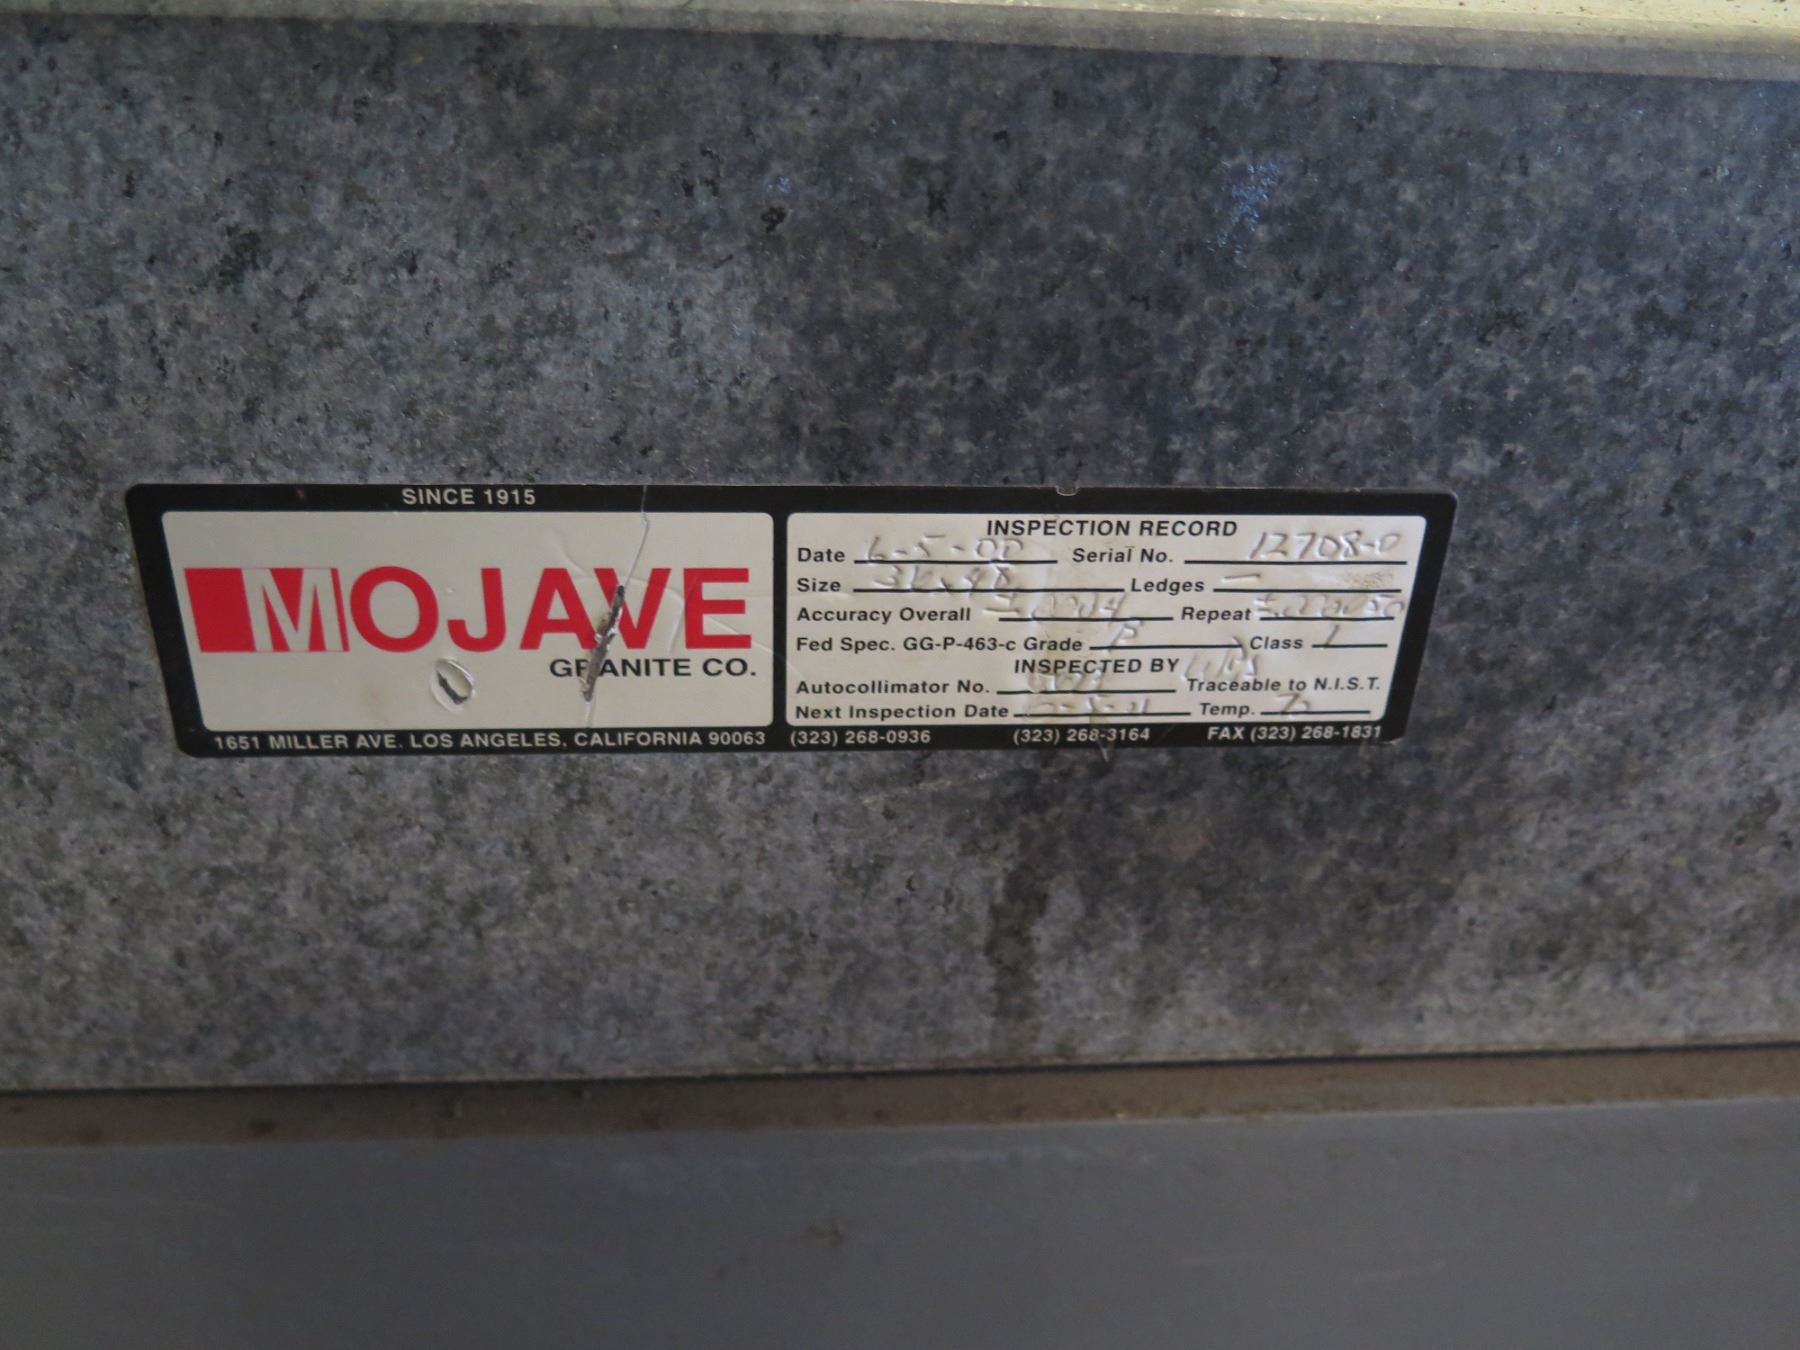 SINCE 1915
MOJAVE
GRANITE CO.
1651 MILLER AVE. LOS ANGELES, CALIFORNIA 90063
INSPECTION RECORD
Date 6-5-00 Serial No. 12708-0
Size Ledges —
Accuracy Overall Repeat ±.000050
Fed Spec. GG-P-463-c Grade Class 1
INSPECTED BY
Autocollimator No. Traceable to N.I.S.T.
Next Inspection Date Temp.
(323) 268-0936 (323) 268-3164 FAX (323) 268-1831